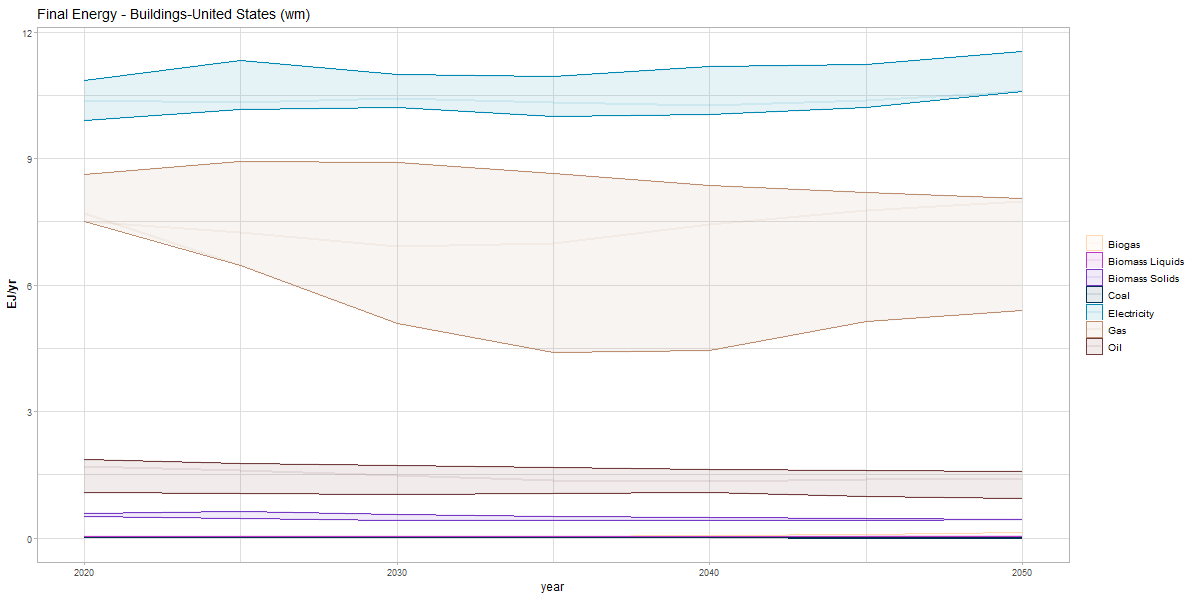 Final Energy - Buildings-United States (wm)
12
9
6
3
0
EJ/yr
2020
2030
2040
2050
year
Biogas
Biomass Liquids
Biomass Solids
Coal
Electricity
Gas
Oil